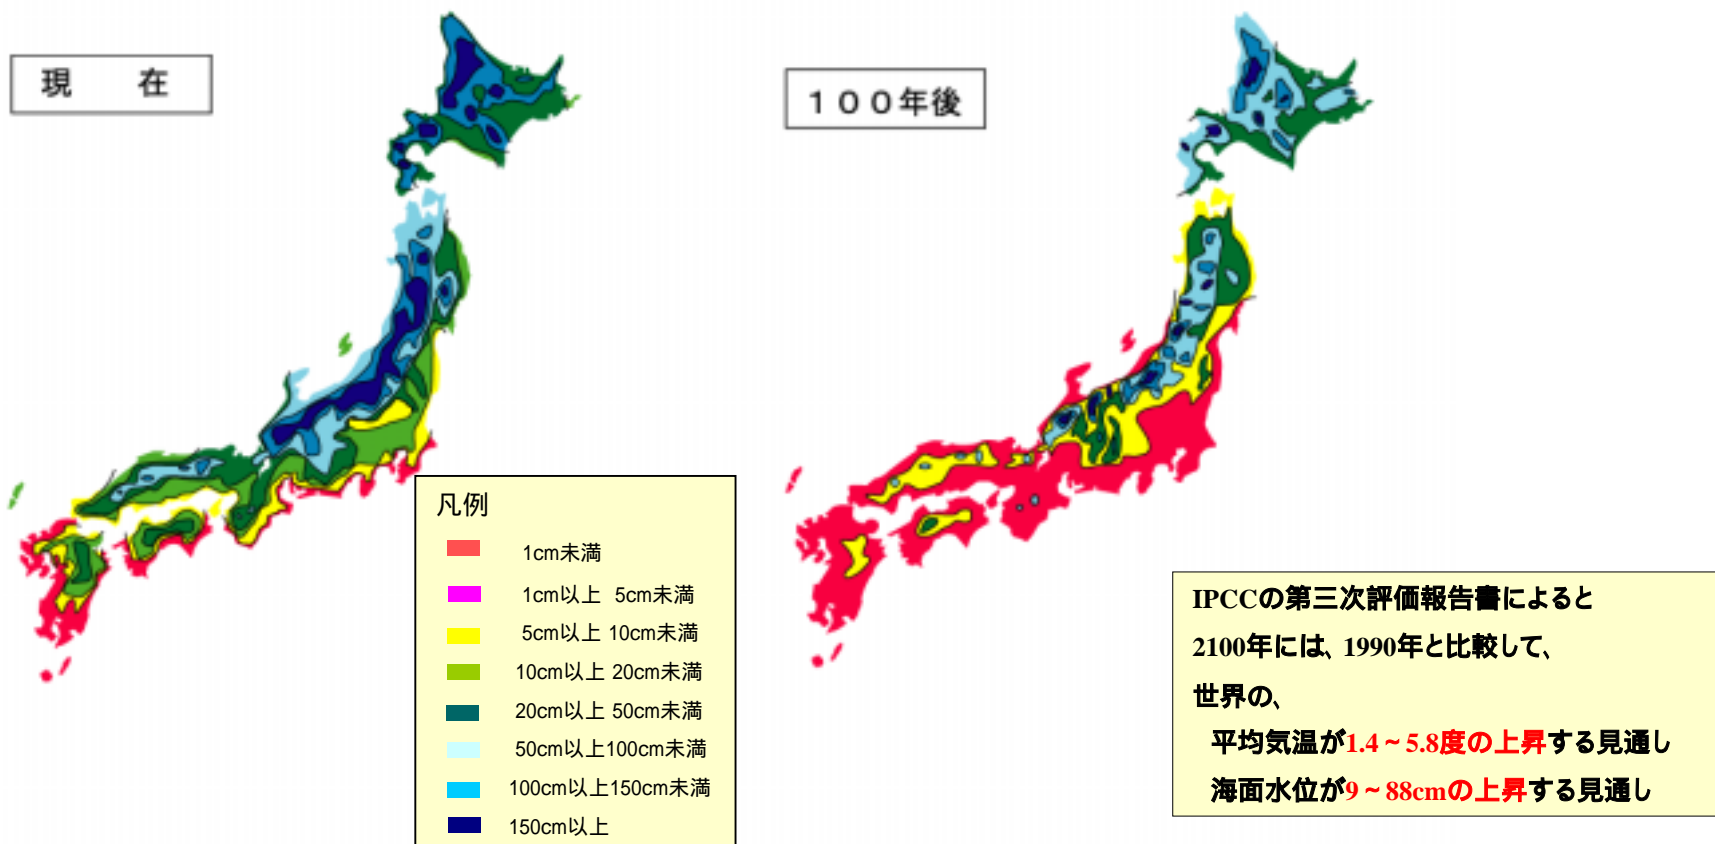 現　　在
１００年後
凡例
1cm未満
1cm以上 5cm未満
5cm以上 10cm未満
10cm以上 20cm未満
20cm以上 50cm未満
50cm以上100cm未満
100cm以上150cm未満
150cm以上
IPCCの第三次評価報告書によると
2100年には、1990年と比較して、
世界の、
平均気温が1.4～5.8度の上昇する見通し
海面水位が9～88cmの上昇する見通し